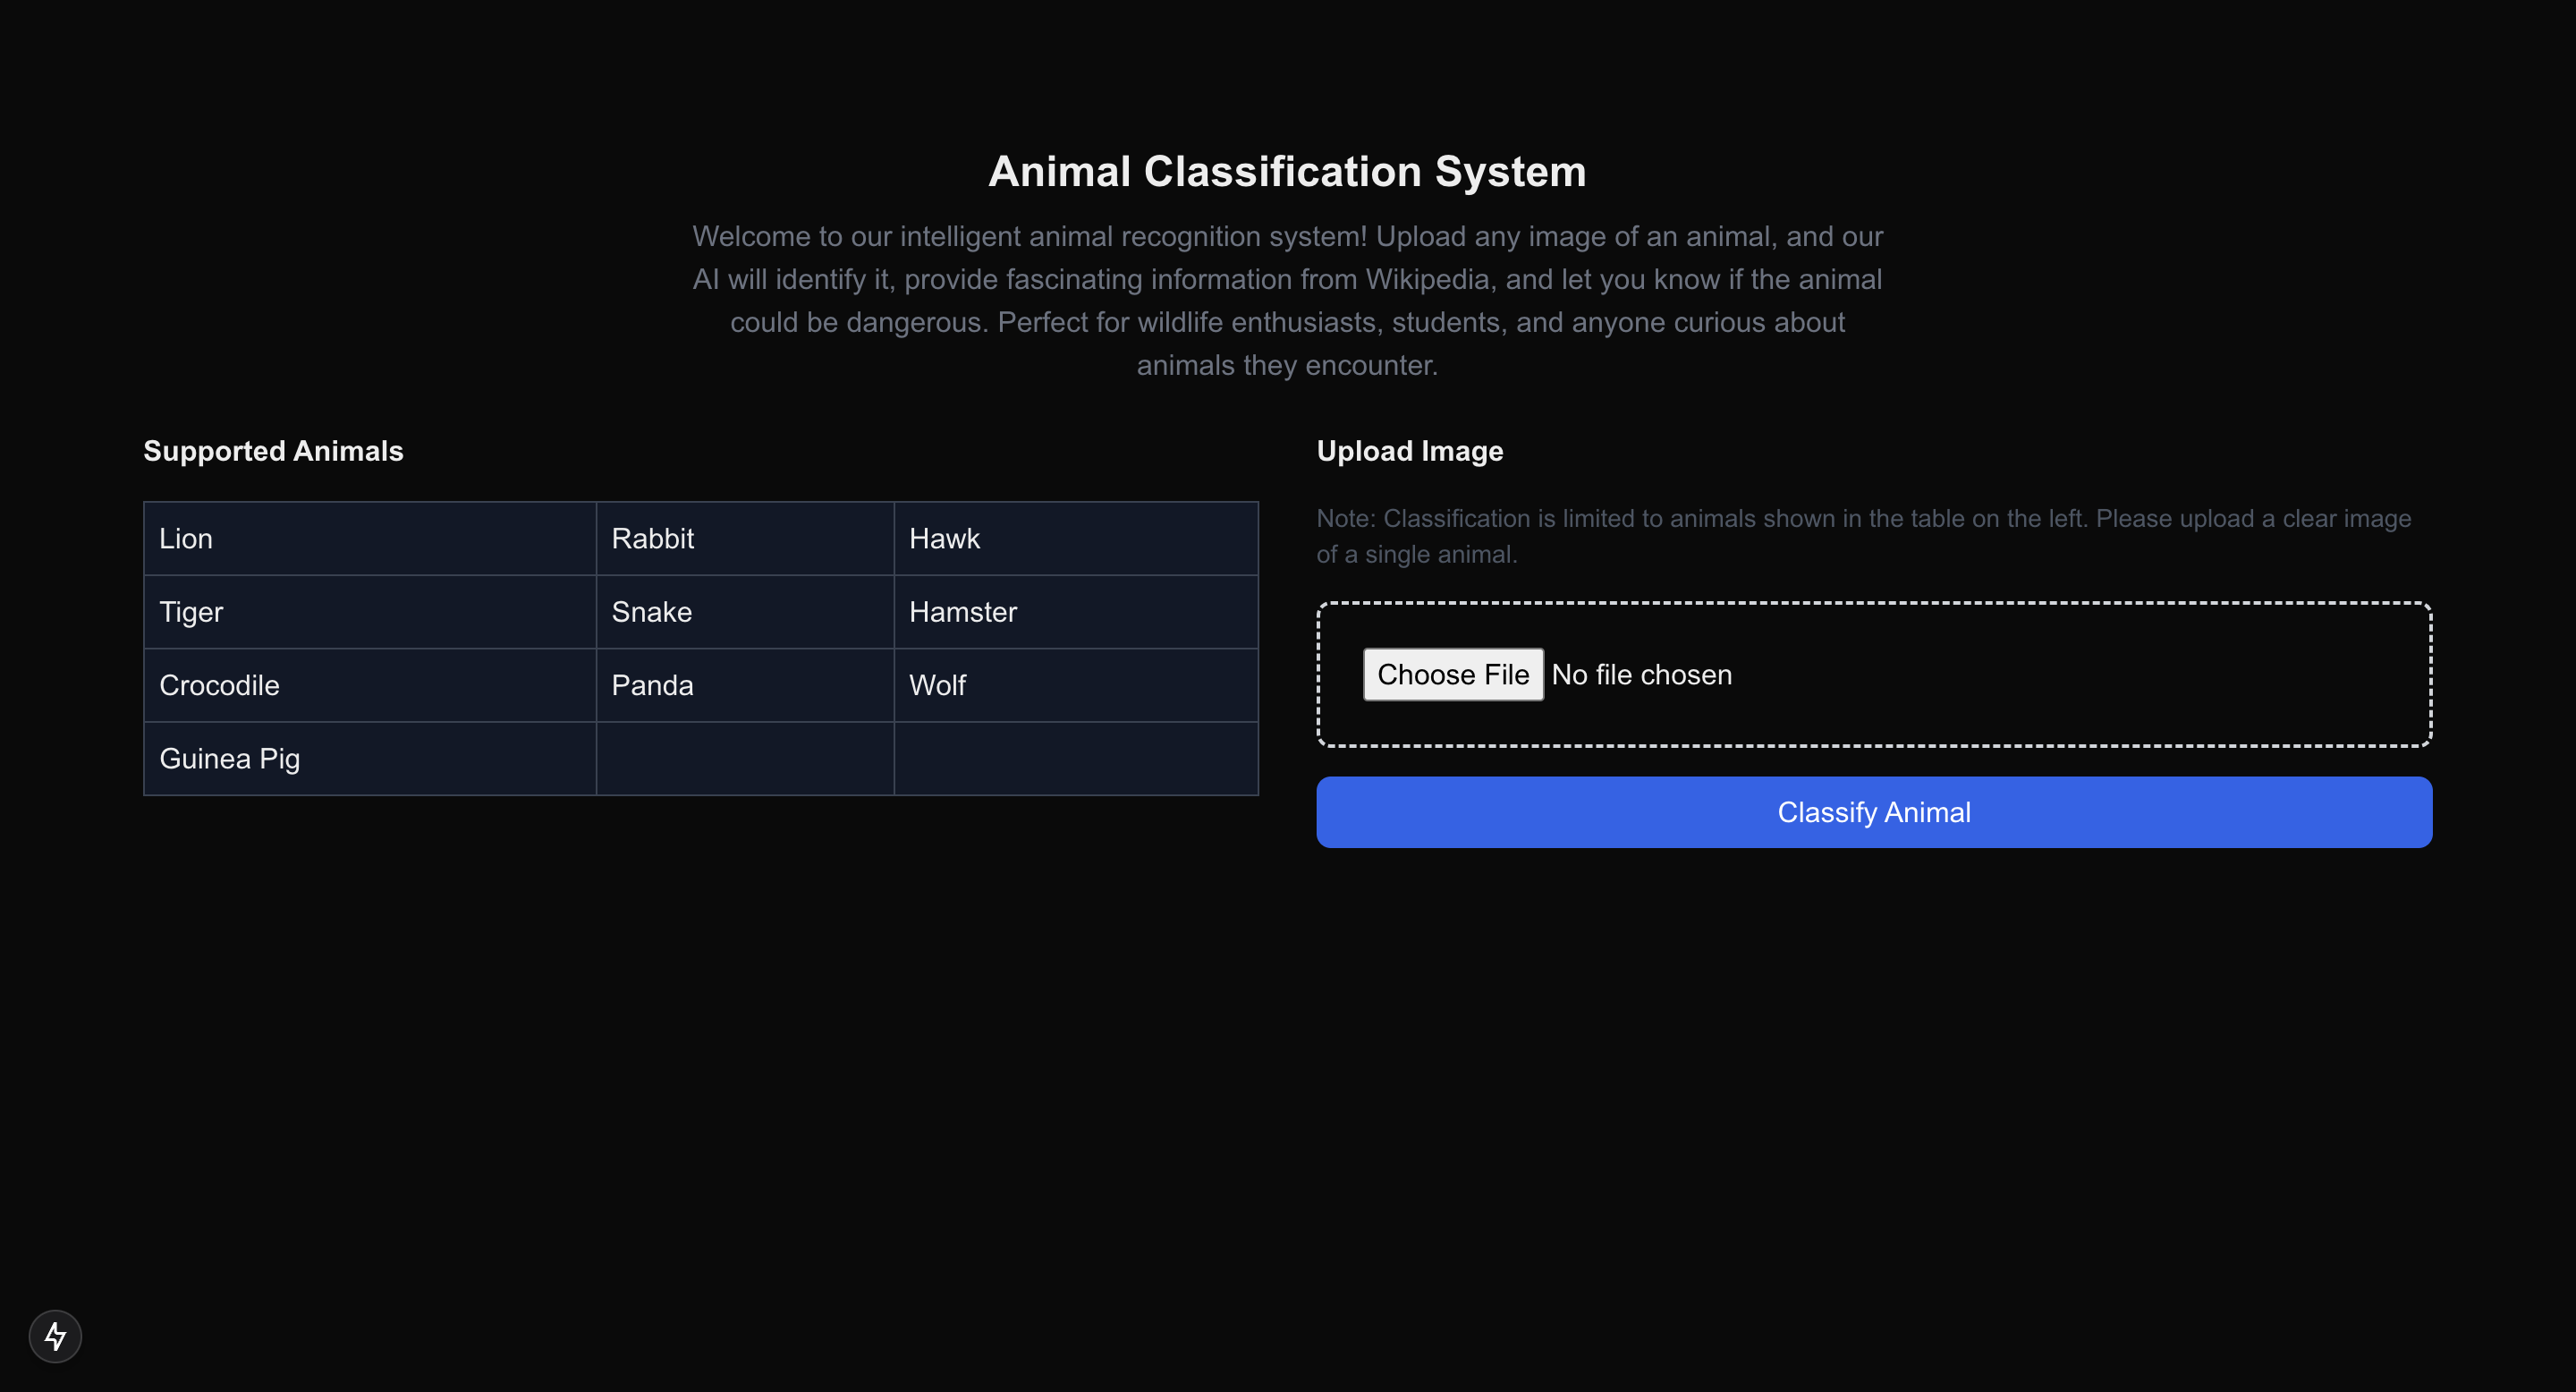 Animal Classification System
Welcome to our intelligent animal recognition system! Upload any image of an animal, and our
AI will identify it, provide fascinating information from Wikipedia, and let you know if the animal
could be dangerous. Perfect for wildlife enthusiasts, students, and anyone curious about
animals they encounter.
Supported Animals
Lion Rabbit Hawk
Tiger Snake Hamster
Crocodile Panda Wolf
Guinea Pig
Upload Image
Note: Classification is limited to animals shown in the table on the left. Please upload a clear image
of a single animal.
Choose File No file chosen
Classify Animal